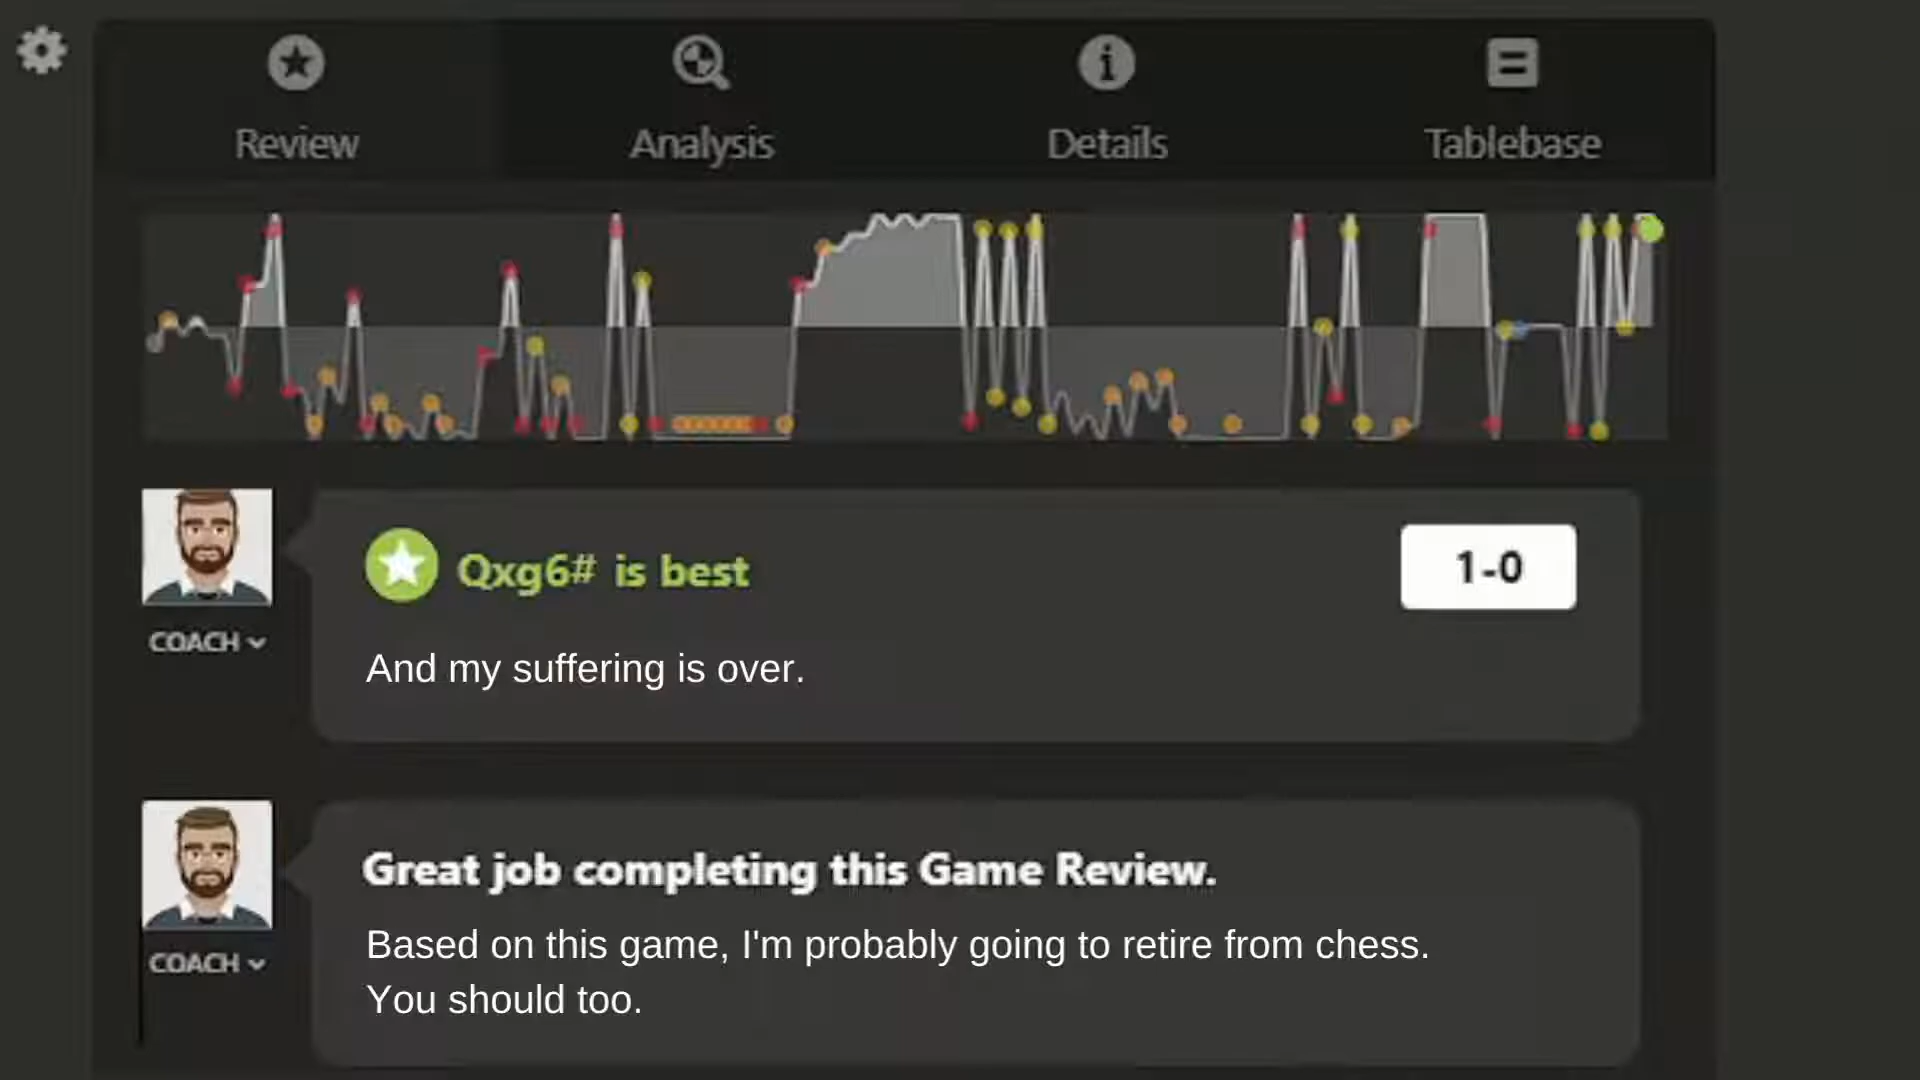 Review
Analysis
Details
Tablebase
Qxg6# is best
1-0
COACH
And my suffering is over.
Great job completing this Game Review.
COACH
Based on this game, I'm probably going to retire from chess.
You should too.